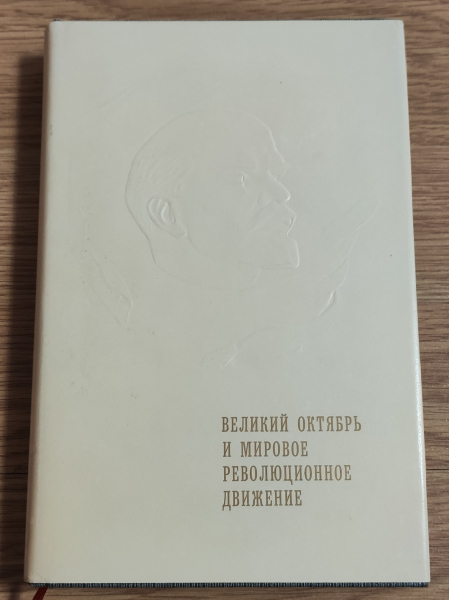 ВЕЛИКИЙ ОКТЯБРЬ
И МИРОВОЕ
РЕВОЛЮЦИОННОЕ
ДВИЖЕНИЕ